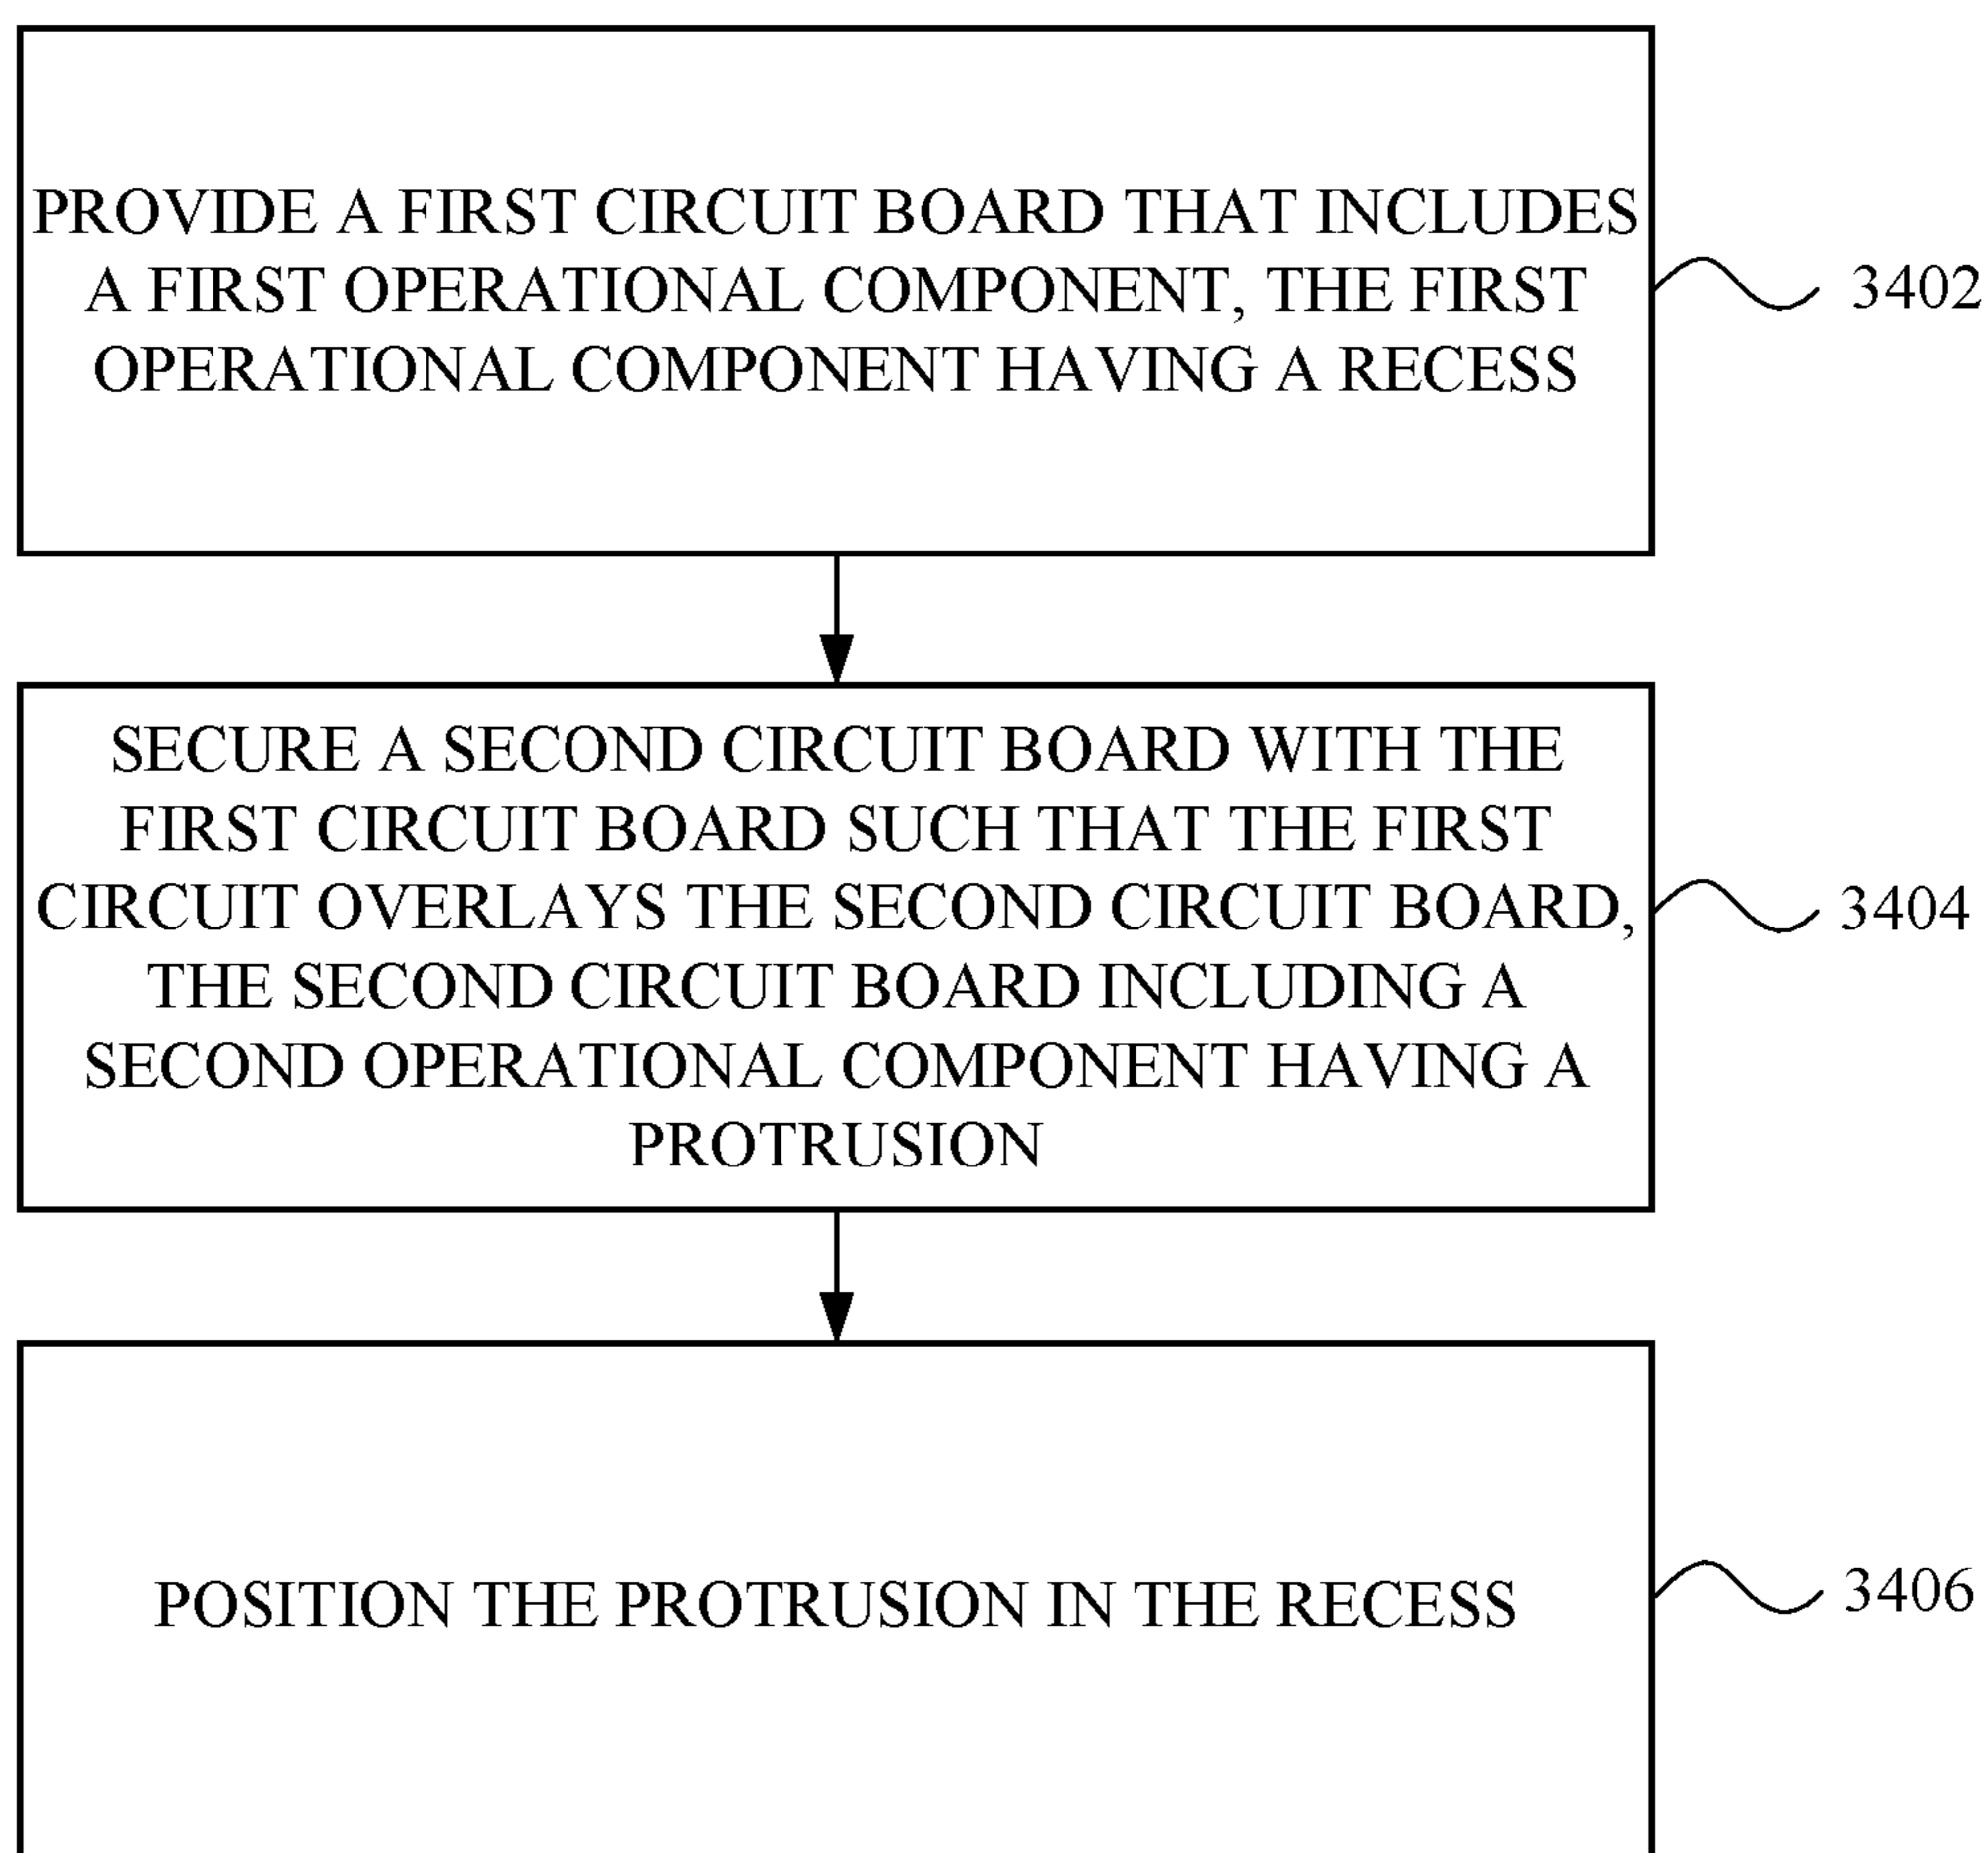 PROVIDE A FIRST CIRCUIT BOARD THAT INCLUDES
A FIRST OPERATIONAL COMPONENT, THE FIRST
OPERATIONAL COMPONENT HAVING A RECESS
3402
SECURE A SECOND CIRCUIT BOARD WITH THE
FIRST CIRCUIT BOARD SUCH THAT THE FIRST
CIRCUIT OVERLAYS THE SECOND CIRCUIT BOARD,
THE SECOND CIRCUIT BOARD INCLUDING A
SECOND OPERATIONAL COMPONENT HAVING A
PROTRUSION
3404
POSITION THE PROTRUSION IN THE RECESS
3406